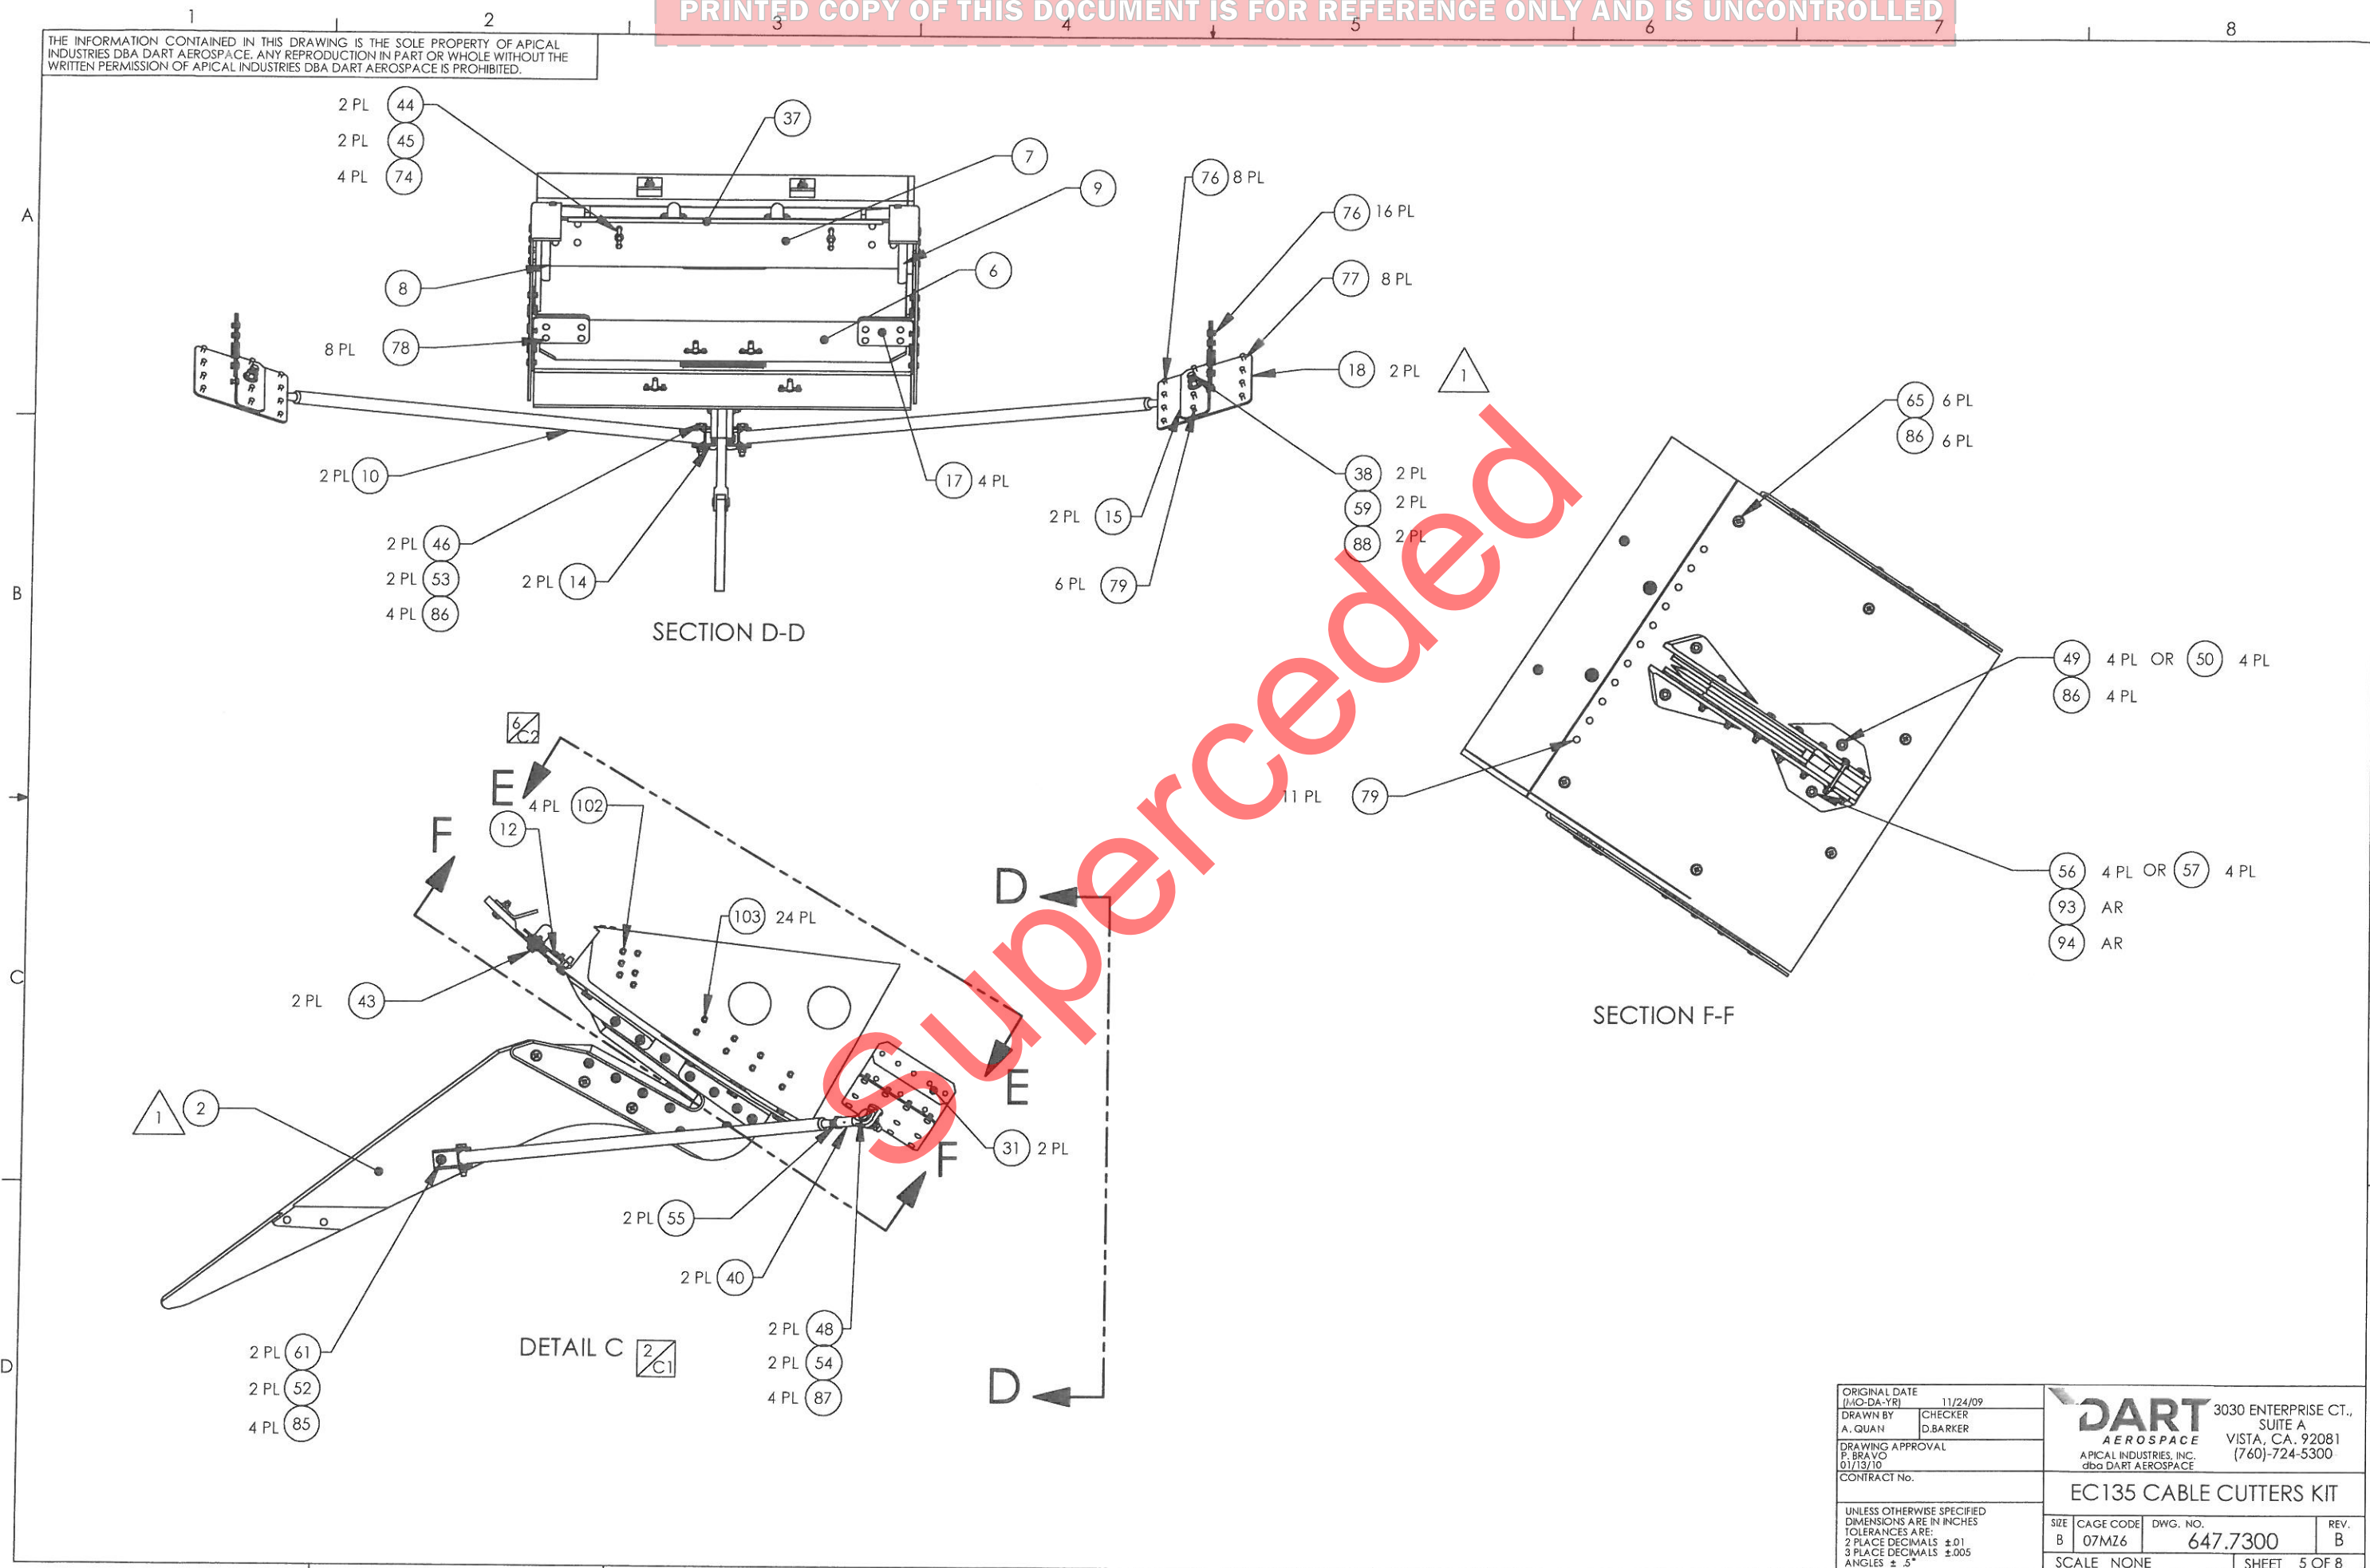 PRINTED COPY OF THIS DOCUMENT IS FOR REFERENCE ONLY AND IS UNCONTROLLED
1 2 3 4 5 6 7 8
THE INFORMATION CONTAINED IN THIS DRAWING IS THE SOLE PROPERTY OF APICAL
INDUSTRIES DBA DART AEROSPACE. ANY REPRODUCTION IN PART OR WHOLE WITHOUT THE
WRITTEN PERMISSION OF APICAL INDUSTRIES DBA DART AEROSPACE IS PROHIBITED.
A
B
C
D
2 PL 44
2 PL 45
4 PL 74
37
7
9
8
6
8 PL 78
76 8 PL
76 16 PL
77 8 PL
18 2 PL 1
2 PL 10
17 4 PL
38 2 PL
59 2 PL
88 2 PL
2 PL 15
6 PL 79
2 PL 46
2 PL 53
4 PL 86
2 PL 14
SECTION D-D
65 6 PL
86 6 PL
49 4 PL OR 50 4 PL
86 4 PL
11 PL 79
56 4 PL OR 57 4 PL
93 AR
94 AR
SECTION F-F
Superceded
6/C2
E
4 PL 102
12
F
103 24 PL
D
2 PL 43
1 2
E
31 2 PL
F
2 PL 55
2 PL 40
2 PL 48
2 PL 54
4 PL 87
2 PL 61
2 PL 52
4 PL 85
DETAIL C 2/C1
D
ORIGINAL DATE
(MO-DA-YR) 11/24/09
DRAWN BY CHECKER
A. QUAN D.BARKER
DRAWING APPROVAL
P. BRAVO
01/13/10
CONTRACT No.
UNLESS OTHERWISE SPECIFIED
DIMENSIONS ARE IN INCHES
TOLERANCES ARE:
2 PLACE DECIMALS ±.01
3 PLACE DECIMALS ±.005
ANGLES ± .5°
DART
AEROSPACE
APICAL INDUSTRIES, INC.
dba DART AEROSPACE
3030 ENTERPRISE CT.,
SUITE A
VISTA, CA. 92081
(760)-724-5300
EC135 CABLE CUTTERS KIT
SIZE CAGE CODE DWG. NO. REV.
B 07MZ6 647.7300 B
SCALE NONE SHEET 5 OF 8